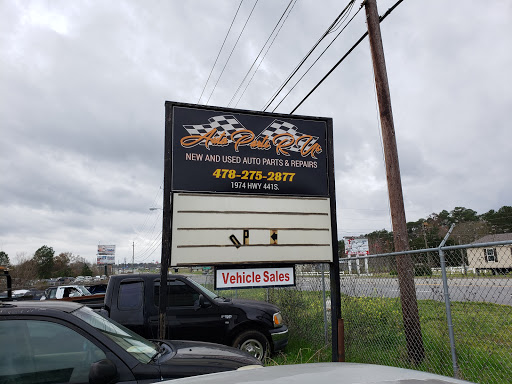 Auto Parts R Us
NEW AND USED AUTO PARTS & REPAIRS
478-275-2877
1974 HWY 441S.
Vehicle Sales